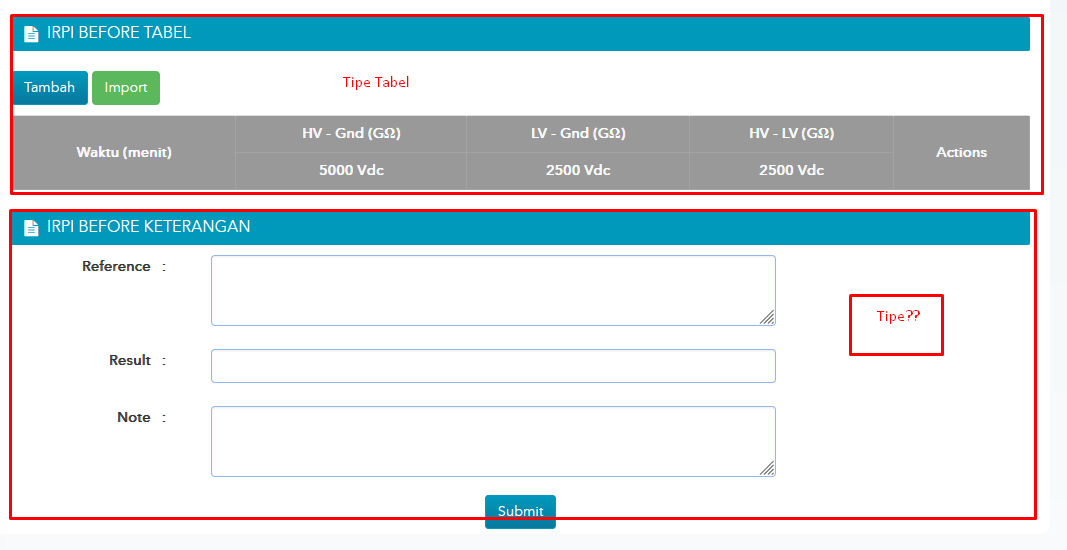 IRPI BEFORE TABEL
Tambah Import Tipe Tabel
Waktu (menit) HV - Gnd (GΩ) LV - Gnd (GΩ) HV - LV (GΩ) Actions
5000 Vdc 2500 Vdc 2500 Vdc
IRPI BEFORE KETERANGAN
Reference :
Tipe??
Result :
Note :
Submit